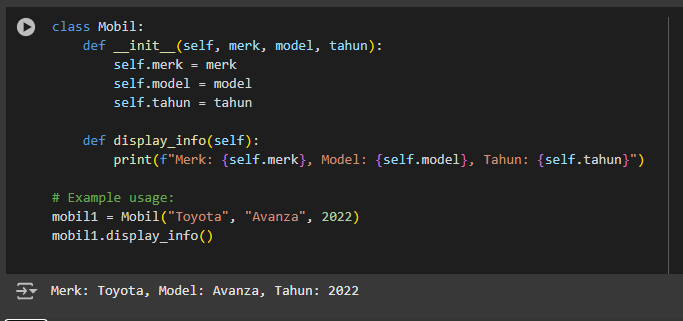 class Mobil:
    def __init__(self, merk, model, tahun):
        self.merk = merk
        self.model = model
        self.tahun = tahun

    def display_info(self):
        print(f"Merk: {self.merk}, Model: {self.model}, Tahun: {self.tahun}")

# Example usage:
mobil1 = Mobil("Toyota", "Avanza", 2022)
mobil1.display_info()

Merk: Toyota, Model: Avanza, Tahun: 2022